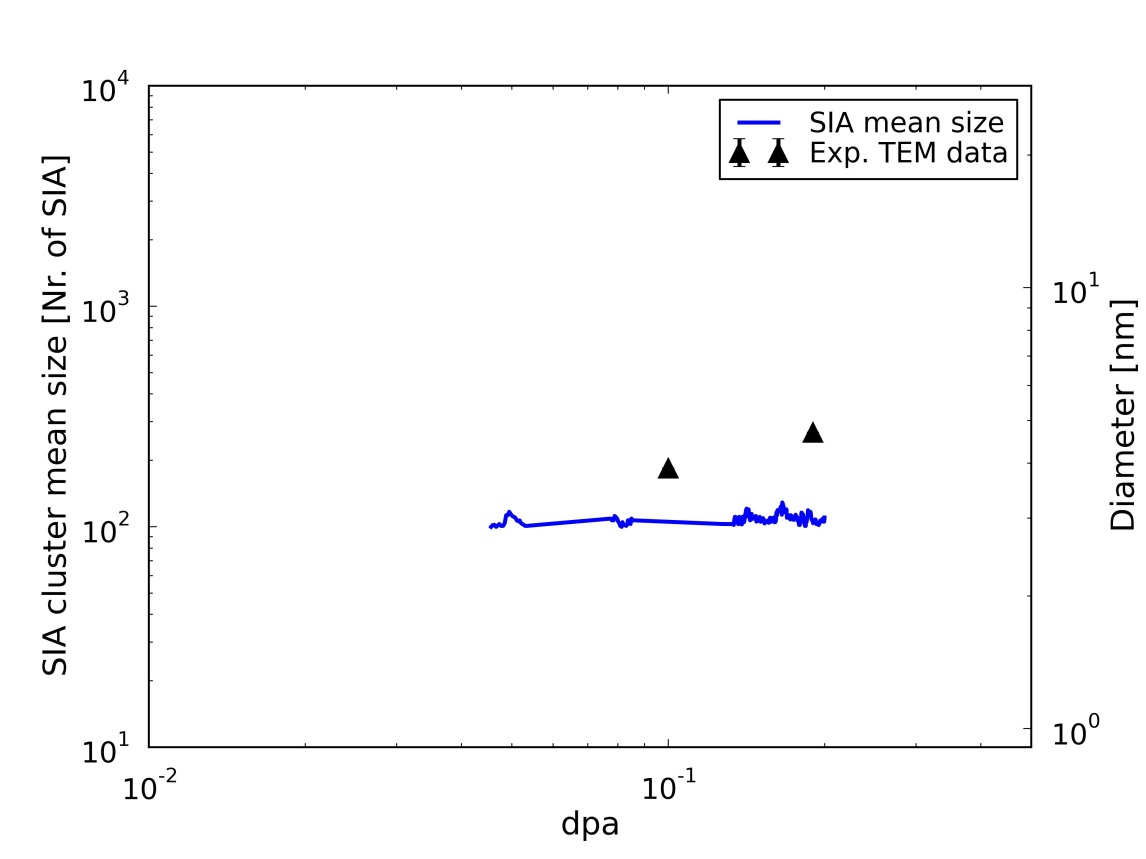 10^4
10^3
10^2
10^1
SIA cluster mean size [Nr. of SIA]
SIA mean size
Exp. TEM data
10^1
10^0
Diameter [nm]
10^-2
10^-1
dpa